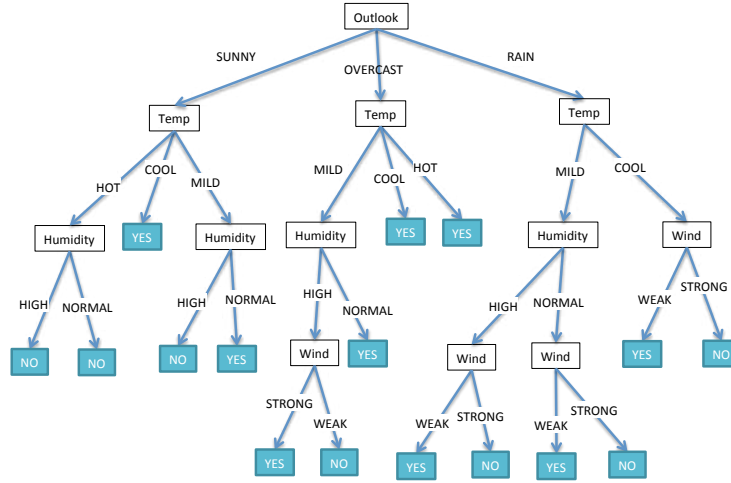 Outlook
SUNNY
OVERCAST
RAIN
Temp
Temp
Temp
HOT
COOL
MILD
MILD
COOL
HOT
MILD
COOL
Humidity
YES
Humidity
Humidity
YES
YES
Humidity
Wind
HIGH
NORMAL
HIGH
NORMAL
HIGH
NORMAL
HIGH
NORMAL
WEAK
STRONG
NO
NO
NO
YES
Wind
YES
Wind
Wind
YES
NO
STRONG
WEAK
WEAK
STRONG
WEAK
STRONG
YES
NO
YES
NO
YES
NO